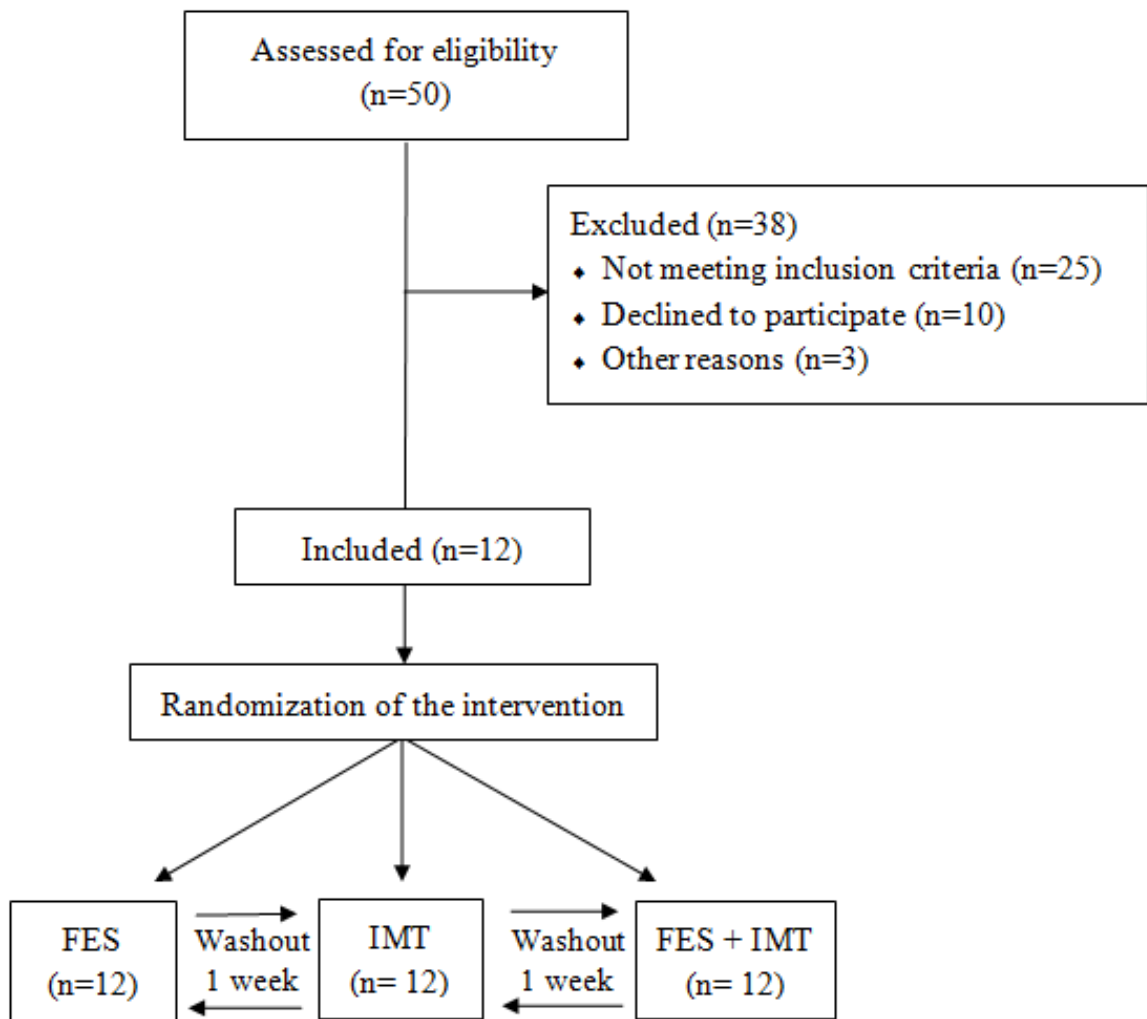 Assessed for eligibility
(n=50)
Excluded (n=38)
⬥ Not meeting inclusion criteria (n=25)
⬥ Declined to participate (n=10)
⬥ Other reasons (n=3)
Included (n=12)
Randomization of the intervention
FES
(n=12)
Washout
1 week
IMT
(n= 12)
Washout
1 week
FES + IMT
(n= 12)